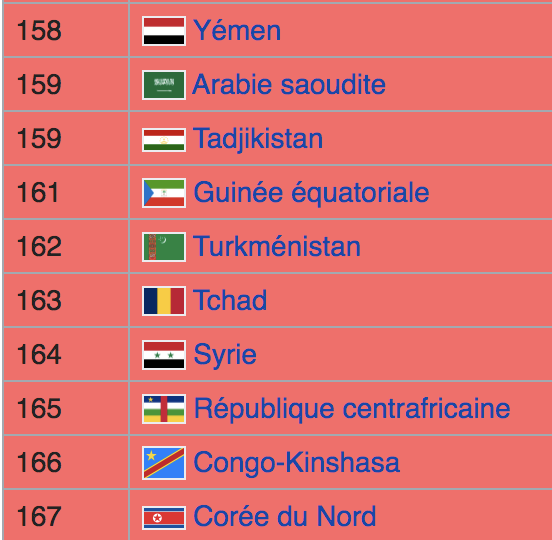 158 Yémen
159 Arabie saoudite
159 Tadjikistan
161 Guinée équatoriale
162 Turkménistan
163 Tchad
164 Syrie
165 République centrafricaine
166 Congo-Kinshasa
167 Corée du Nord